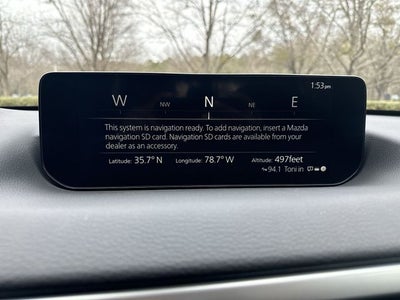 1:53pm
W NW N NE E
This system is navigation ready. To add navigation, insert a Mazda
navigation SD card. Navigation SD cards are available from your
dealer as an accessory.
Latitude: 35.7° N Longitude: 78.7° W Altitude: 497feet
94.1 Toni in